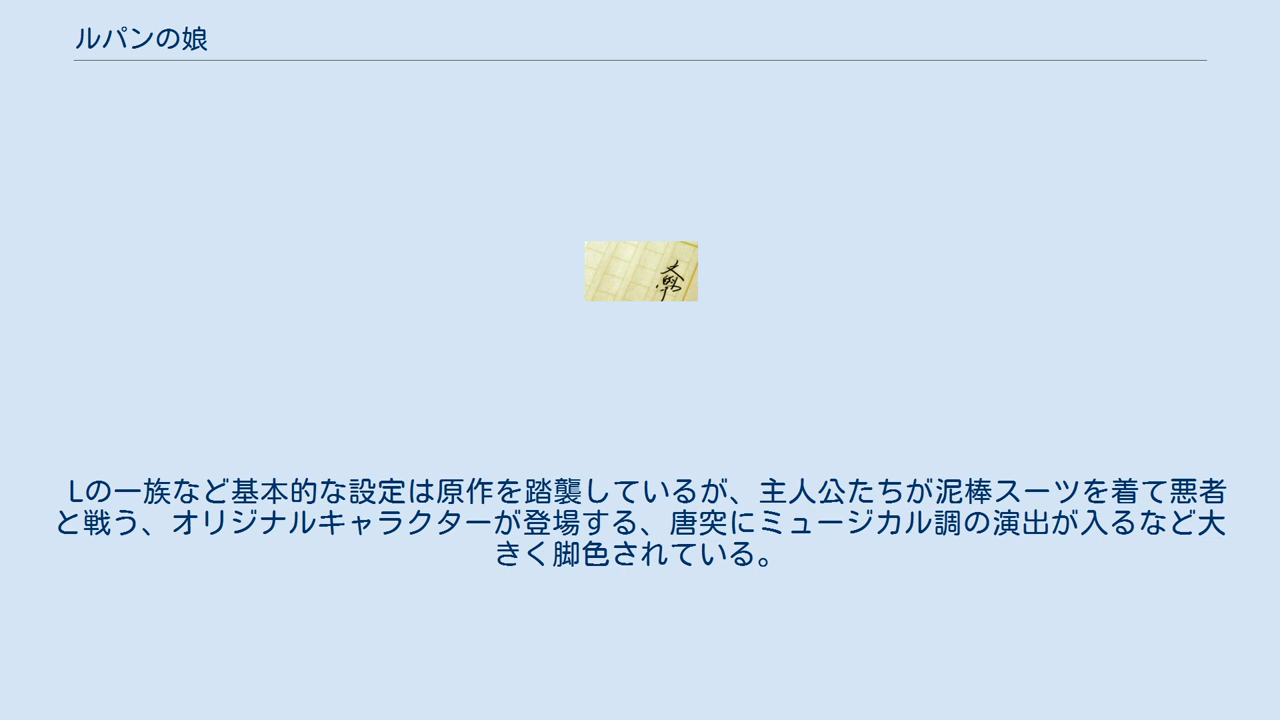 ルパンの娘
Lの一族など基本的な設定は原作を踏襲しているが、主人公たちが泥棒スーツを着て悪者
と戦う、オリジナルキャラクターが登場する、唐突にミュージカル調の演出が入るなど大
きく脚色されている。